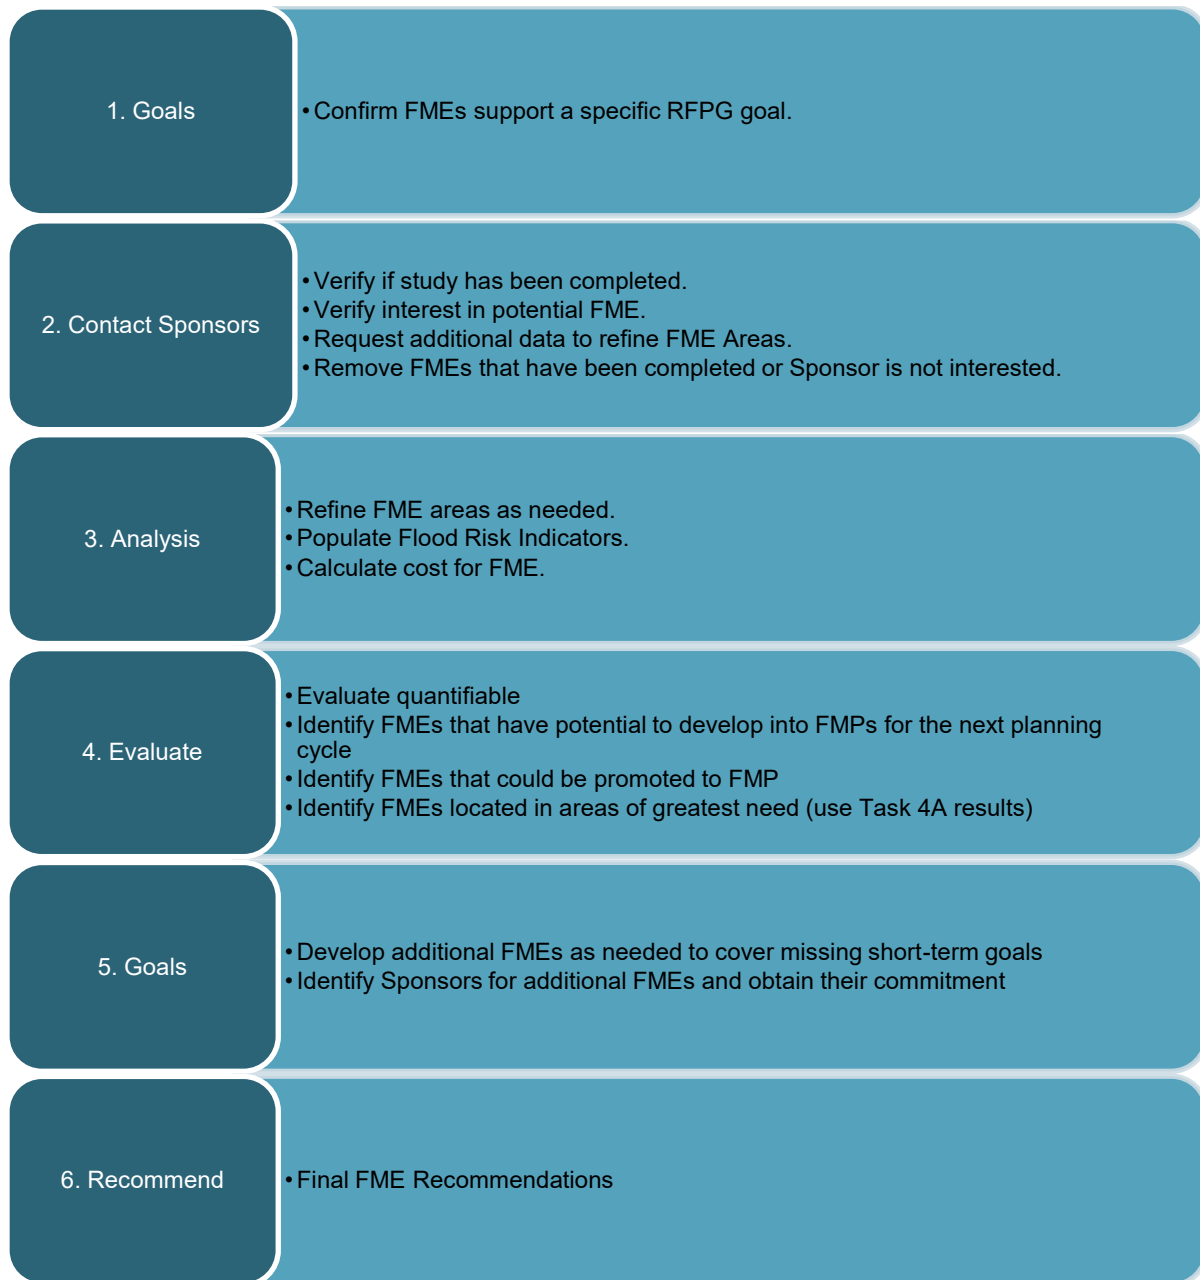 1. Goals
• Confirm FMEs support a specific RFPG goal.
2. Contact Sponsors
• Verify if study has been completed.
• Verify interest in potential FME.
• Request additional data to refine FME Areas.
• Remove FMEs that have been completed or Sponsor is not interested.
3. Analysis
• Refine FME areas as needed.
• Populate Flood Risk Indicators.
• Calculate cost for FME.
4. Evaluate
• Evaluate quantifiable
• Identify FMEs that have potential to develop into FMPs for the next planning
cycle
• Identify FMEs that could be promoted to FMP
• Identify FMEs located in areas of greatest need (use Task 4A results)
5. Goals
• Develop additional FMEs as needed to cover missing short-term goals
• Identify Sponsors for additional FMEs and obtain their commitment
6. Recommend
• Final FME Recommendations